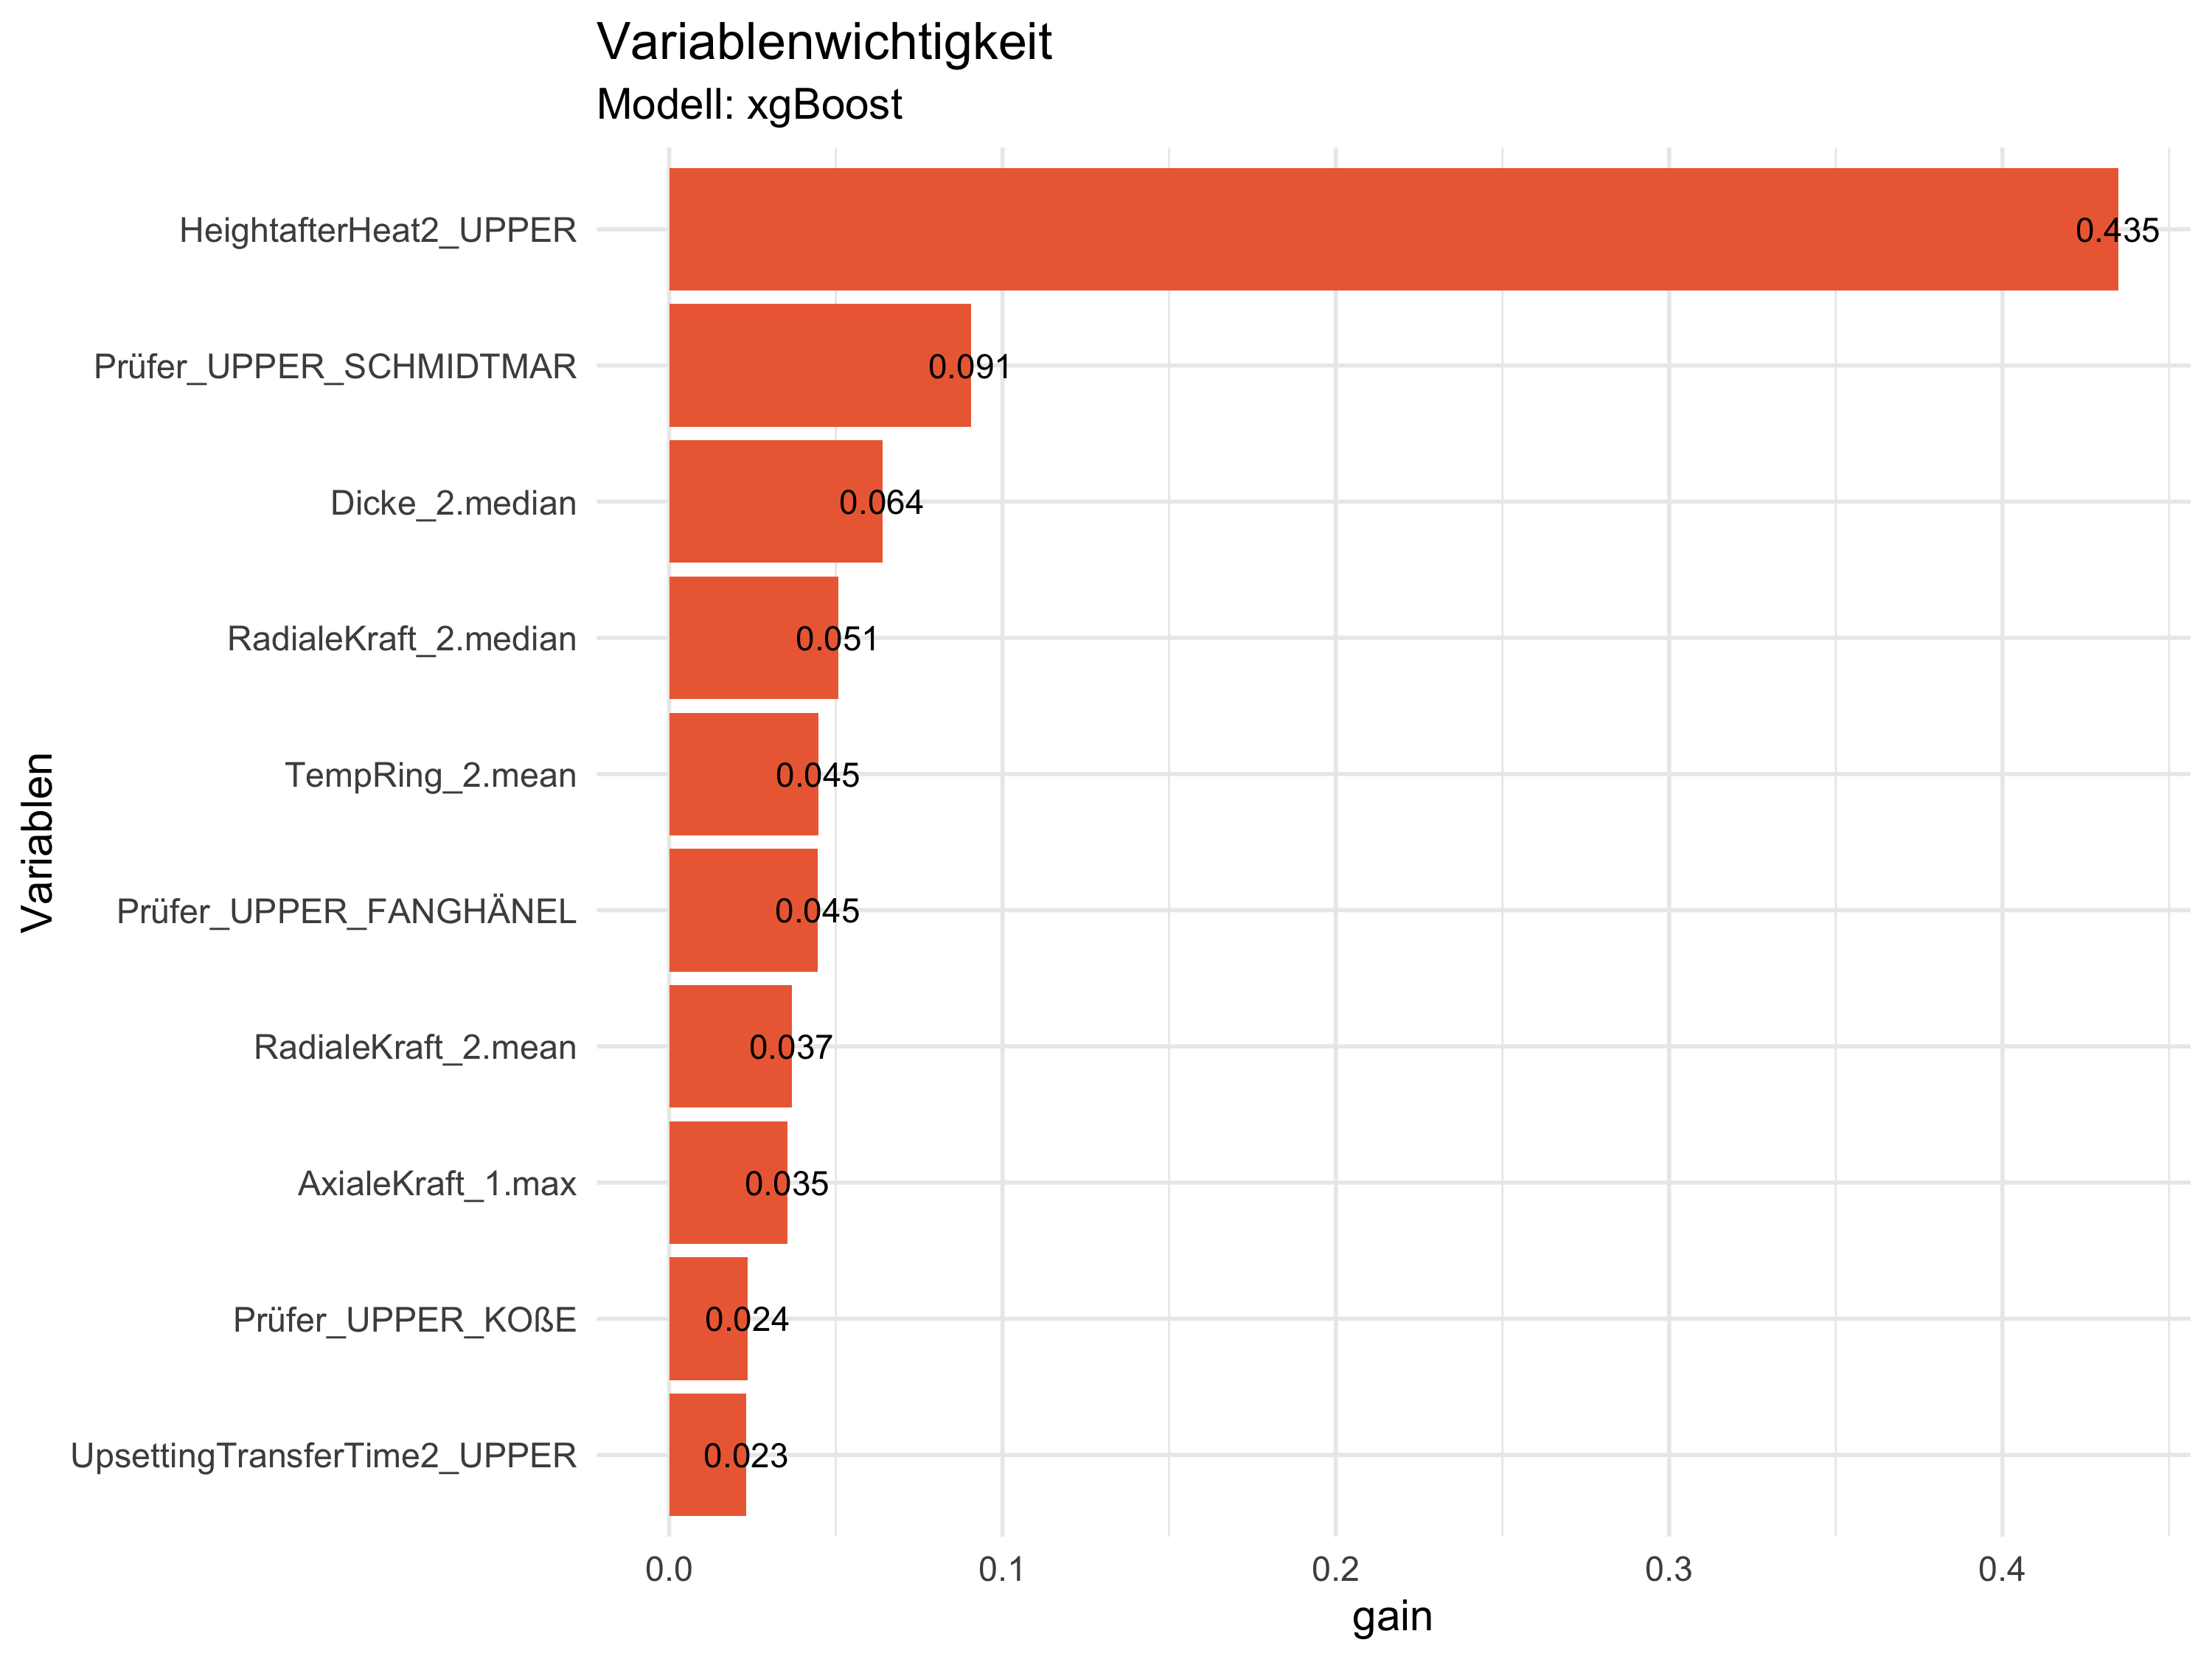 Variablenwichtigkeit
Modell: xgBoost
HeightafterHeat2_UPPER 0.435
Prüfer_UPPER_SCHMIDTMAR 0.091
Dicke_2.median 0.064
RadialeKraft_2.median 0.051
TempRing_2.mean 0.045
Prüfer_UPPER_FANGHÄNEL 0.045
RadialeKraft_2.mean 0.037
AxialeKraft_1.max 0.035
Prüfer_UPPER_KOßE 0.024
UpsettingTransferTime2_UPPER 0.023
Variablen
0.0 0.1 0.2 0.3 0.4
gain